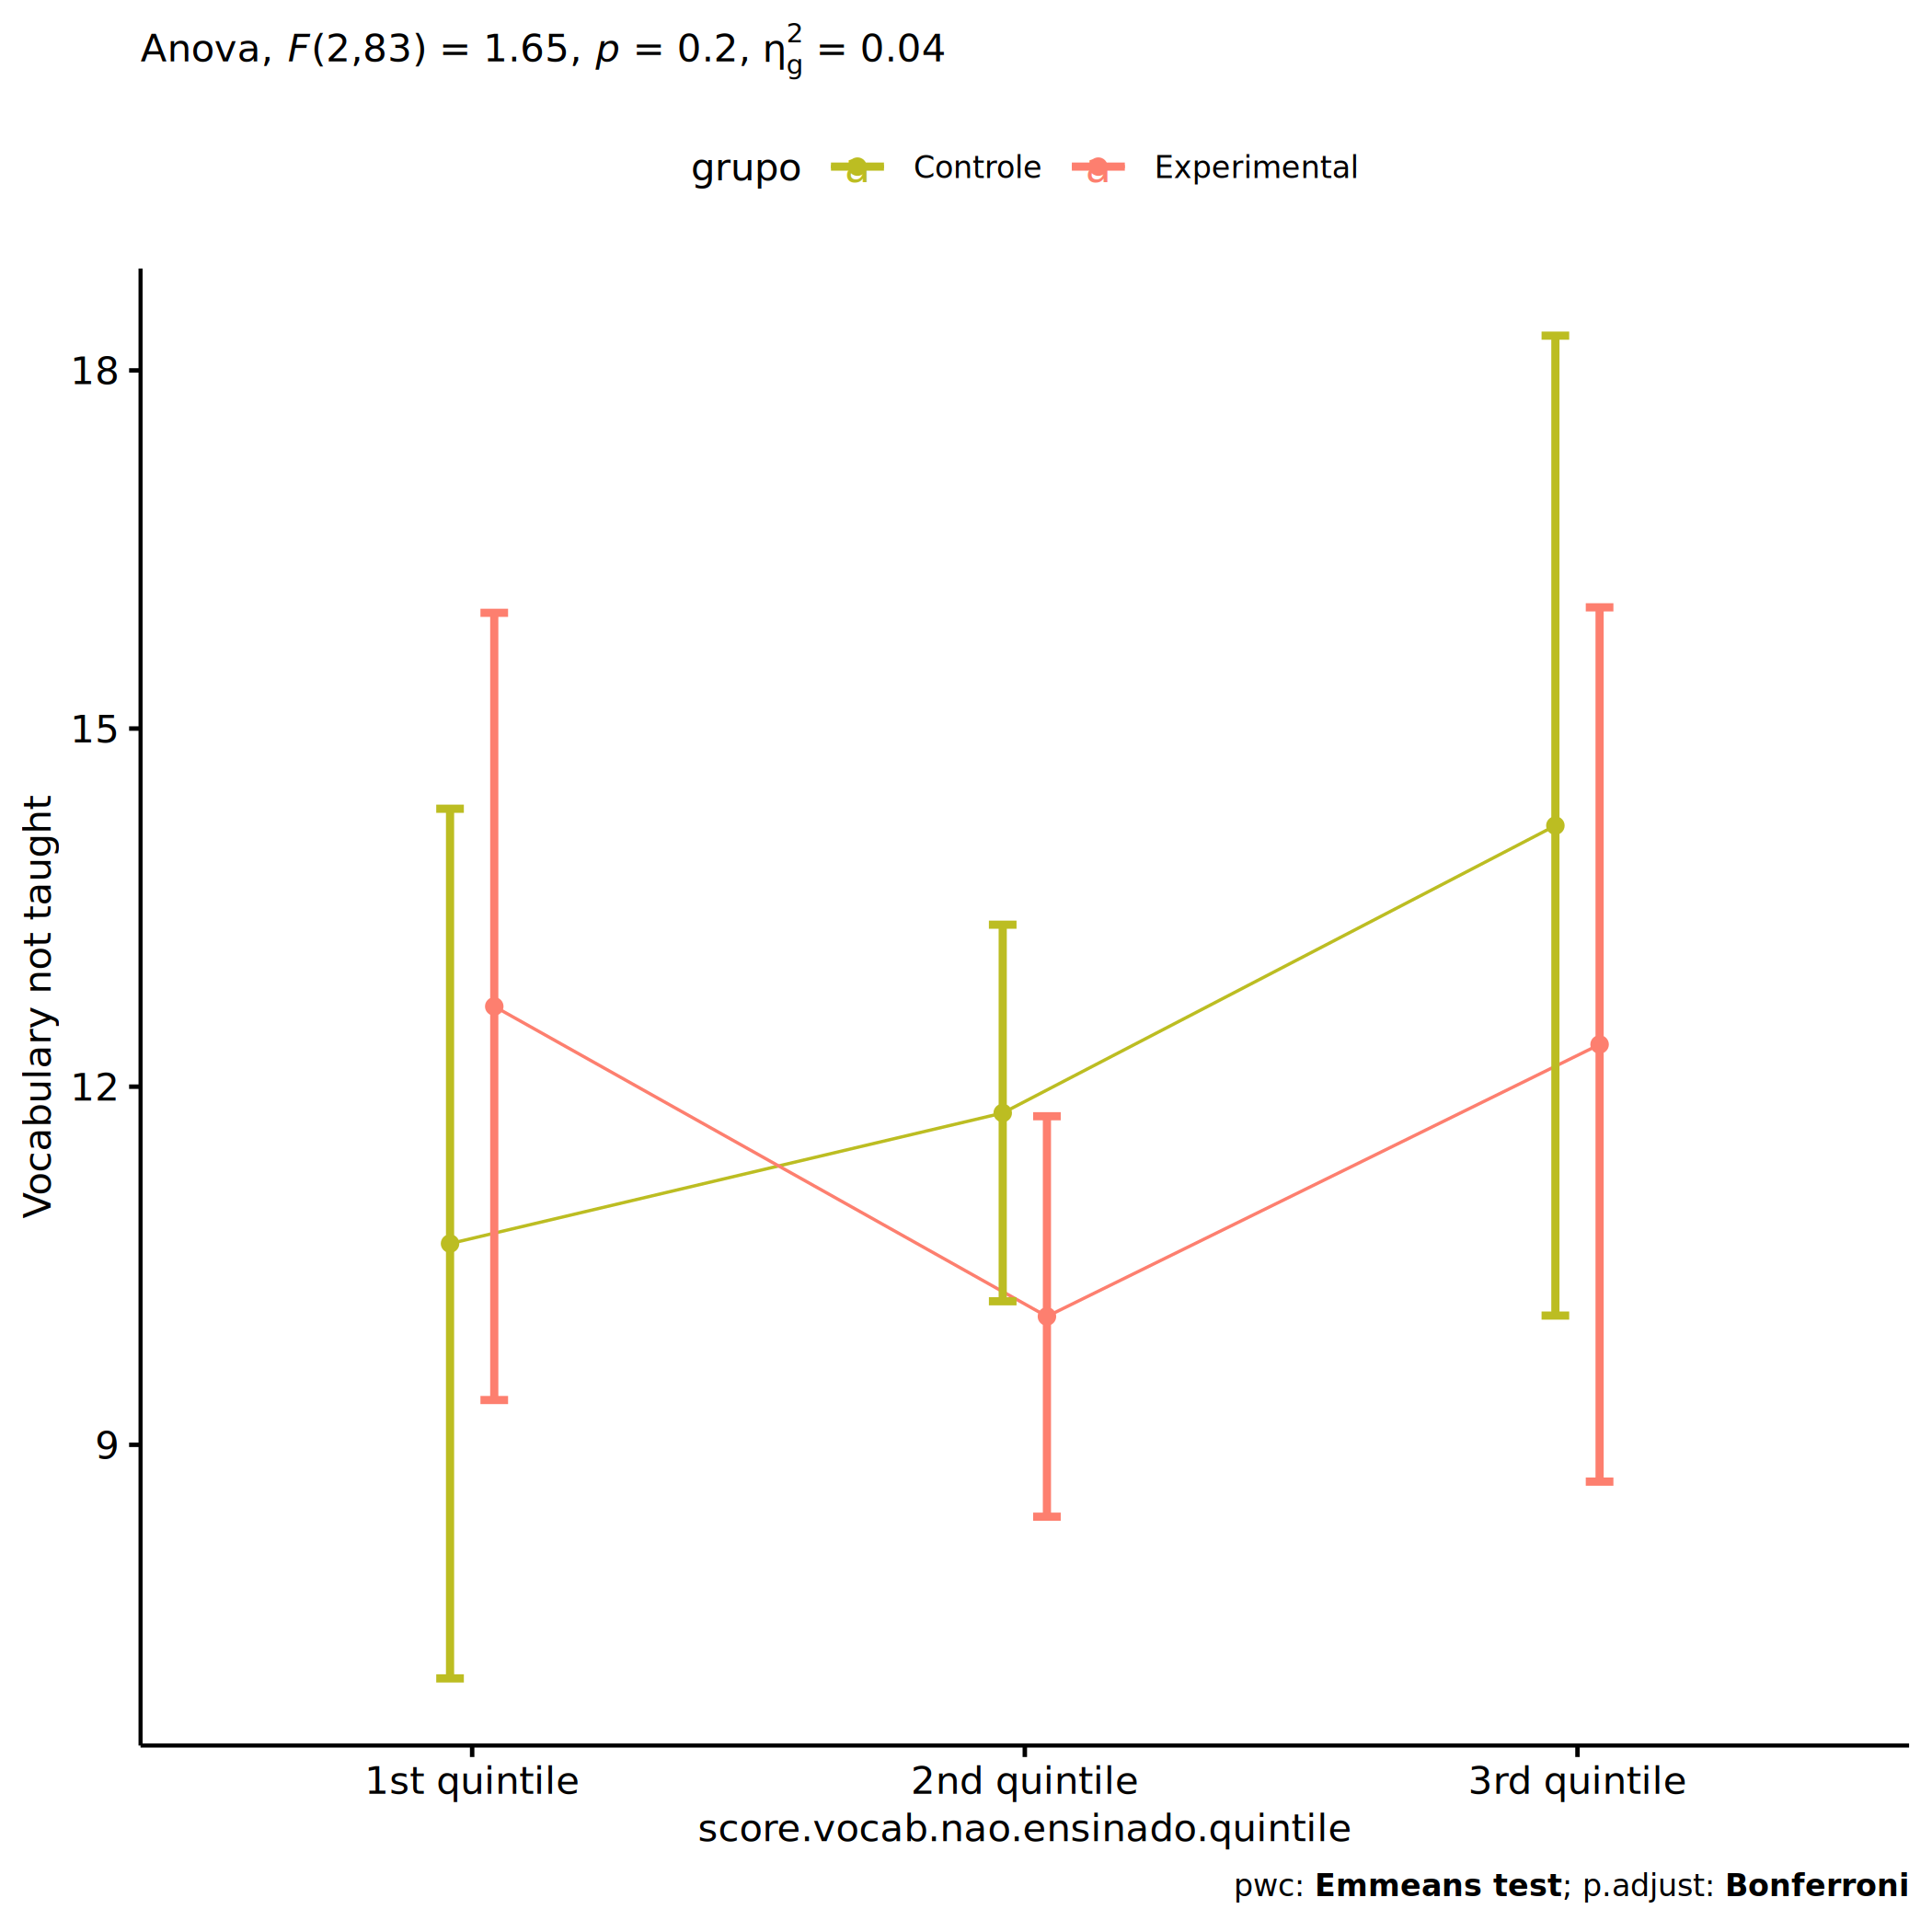 Anova, F(2,83) = 1.65, p = 0.2, η²g = 0.04
grupo Controle Experimental
18
15
12
9
Vocabulary not taught
1st quintile 2nd quintile 3rd quintile
score.vocab.nao.ensinado.quintile
pwc: Emmeans test; p.adjust: Bonferroni